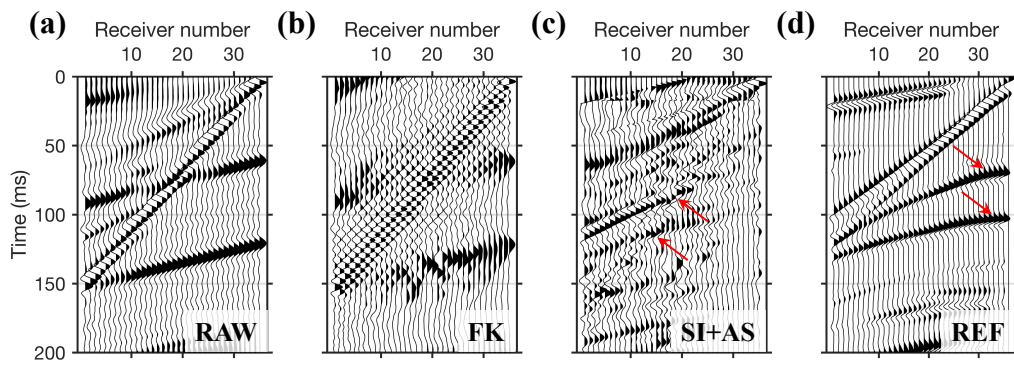 (a) Receiver number
10 20 30
0
50
100
150
200
Time (ms)
RAW
(b) Receiver number
10 20 30
FK
(c) Receiver number
10 20 30
SI+AS
(d) Receiver number
10 20 30
REF